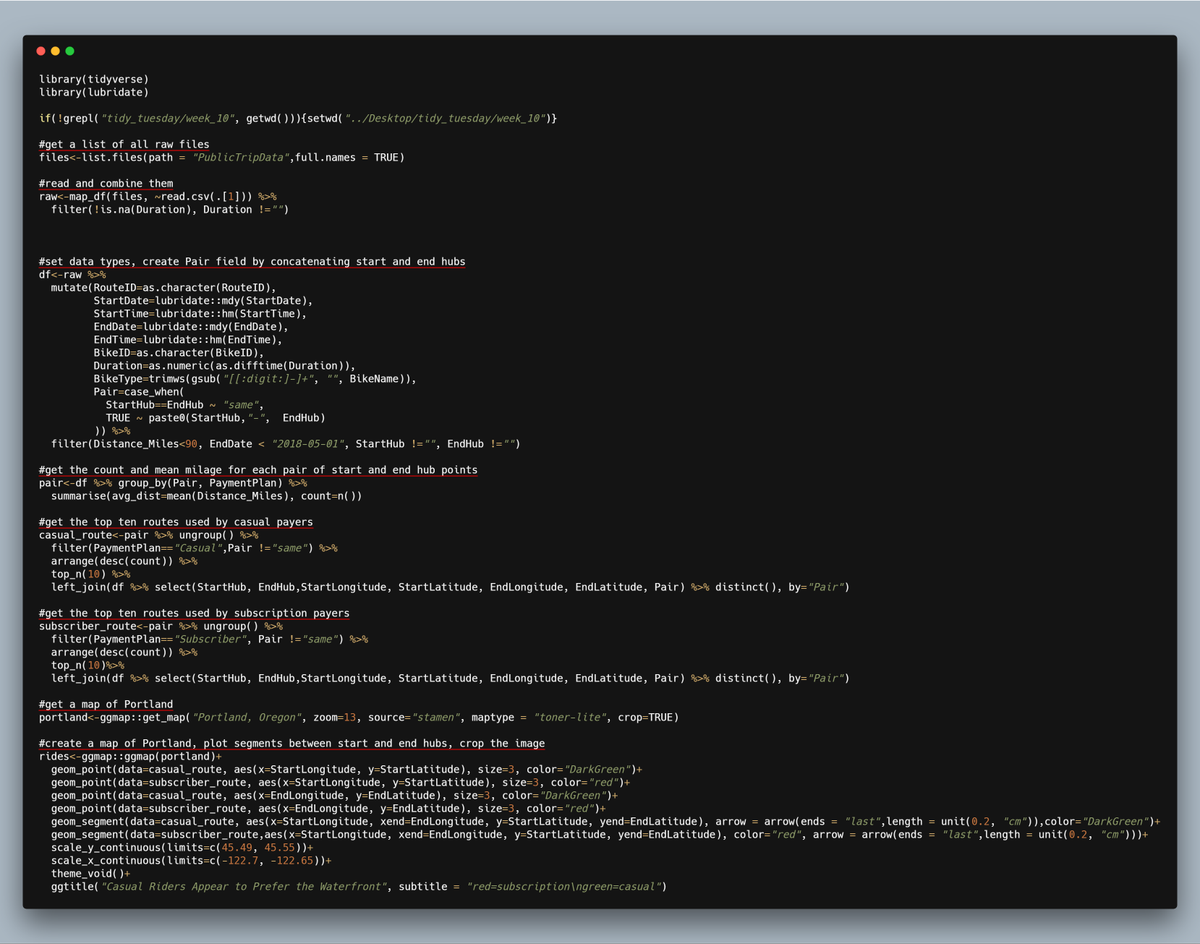 library(tidyverse)
library(lubridate)
if(!grepl("tidy_tuesday/week_10", getwd())){setwd("../Desktop/tidy_tuesday/week_10")}
#get a list of all raw files
files<-list.files(path = "PublicTripData",full.names = TRUE)
#read and combine them
raw<-map_df(files, ~read.csv(.[1])) %>%
  filter(!is.na(Duration), Duration !="")
#set data types, create Pair field by concatenating start and end hubs
df<-raw %>%
  mutate(RouteID=as.character(RouteID),
         StartDate=lubridate::mdy(StartDate),
         StartTime=lubridate::hm(StartTime),
         EndDate=lubridate::mdy(EndDate),
         EndTime=lubridate::hm(EndTime),
         BikeID=as.character(BikeID),
         Duration=as.numeric(as.difftime(Duration)),
         BikeType=trimws(gsub("[[:digit:]-]+", "", BikeName)),
         Pair=case_when(
           StartHub==EndHub ~ "same",
           TRUE ~ paste0(StartHub,"-",  EndHub)
         )) %>%
  filter(Distance_Miles<90, EndDate < "2018-05-01", StartHub !="", EndHub !="")
#get the count and mean milage for each pair of start and end hub points
pair<-df %>% group_by(Pair, PaymentPlan) %>%
  summarise(avg_dist=mean(Distance_Miles), count=n())
#get the top ten routes used by casual payers
casual_route<-pair %>% ungroup() %>%
  filter(PaymentPlan=="Casual",Pair !="same") %>%
  arrange(desc(count)) %>%
  top_n(10) %>%
  left_join(df %>% select(StartHub, EndHub,StartLongitude, StartLatitude, EndLongitude, EndLatitude, Pair) %>% distinct(), by="Pair")
#get the top ten routes used by subscription payers
subscriber_route<-pair %>% ungroup() %>%
  filter(PaymentPlan=="Subscriber", Pair !="same") %>%
  arrange(desc(count)) %>%
  top_n(10)%>%
  left_join(df %>% select(StartHub, EndHub,StartLongitude, StartLatitude, EndLongitude, EndLatitude, Pair) %>% distinct(), by="Pair")
#get a map of Portland
portland<-ggmap::get_map("Portland, Oregon", zoom=13, source="stamen", maptype = "toner-lite", crop=TRUE)
#create a map of Portland, plot segments between start and end hubs, crop the image
rides<-ggmap::ggmap(portland)+
  geom_point(data=casual_route, aes(x=StartLongitude, y=StartLatitude), size=3, color="DarkGreen")+
  geom_point(data=subscriber_route, aes(x=StartLongitude, y=StartLatitude), size=3, color="red")+
  geom_point(data=casual_route, aes(x=EndLongitude, y=EndLatitude), size=3, color="DarkGreen")+
  geom_point(data=subscriber_route, aes(x=EndLongitude, y=EndLatitude), size=3, color="red")+
  geom_segment(data=casual_route, aes(x=StartLongitude, xend=EndLongitude, y=StartLatitude, yend=EndLatitude), arrow = arrow(ends = "last",length = unit(0.2, "cm")),color="DarkGreen")+
  geom_segment(data=subscriber_route,aes(x=StartLongitude, xend=EndLongitude, y=StartLatitude, yend=EndLatitude), color="red", arrow = arrow(ends = "last",length = unit(0.2, "cm")))+
  scale_y_continuous(limits=c(45.49, 45.55))+
  scale_x_continuous(limits=c(-122.7, -122.65))+
  theme_void()+
  ggtitle("Casual Riders Appear to Prefer the Waterfront", subtitle = "red=subscription\ngreen=casual")